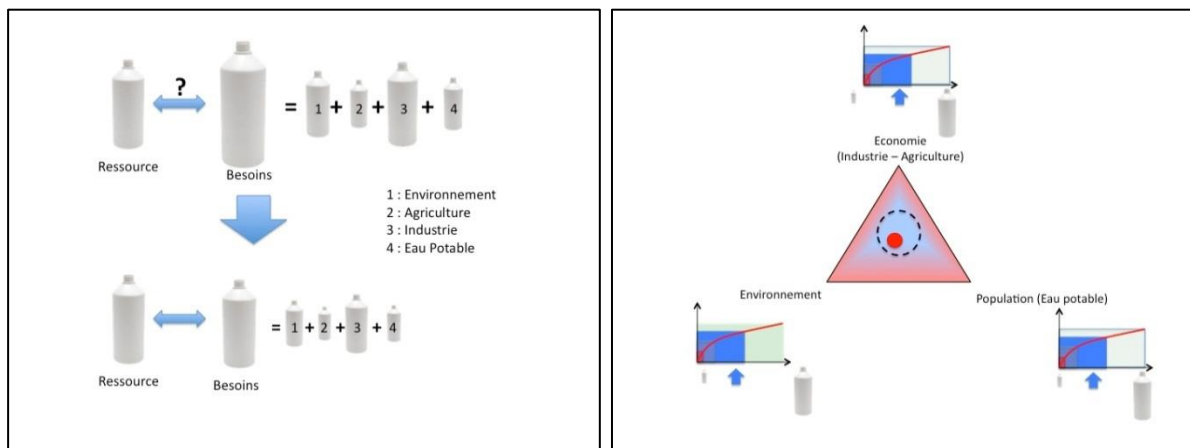 ?
= 1 + 2 + 3 + 4
Ressource
Besoins
1 : Environnement
2 : Agriculture
3 : Industrie
4 : Eau Potable
= 1 + 2 + 3 + 4
Ressource
Besoins
Economie
(Industrie – Agriculture)
Environnement
Population (Eau potable)